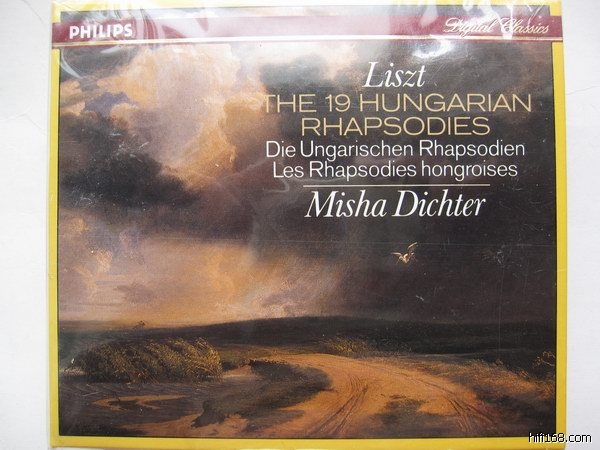 PHILIPS
Digital Classics
Liszt
THE 19 HUNGARIAN
RHAPSODIES
Die Ungarischen Rhapsodien
Les Rhapsodies hongroises
Misha Dichter
hifi168.com